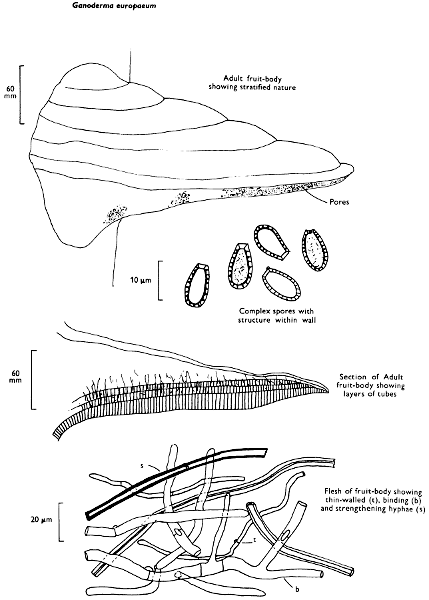 Ganoderma europaeum
60
mm
Adult fruit-body
showing stratified nature
Pores
10 µm
Complex spores with
structure within wall
60
mm
Section of Adult
fruit-body showing
layers of tubes
s
Flesh of fruit-body showing
thin-walled (t), binding (b)
and strengthening hyphae (s)
20 µm
t
b